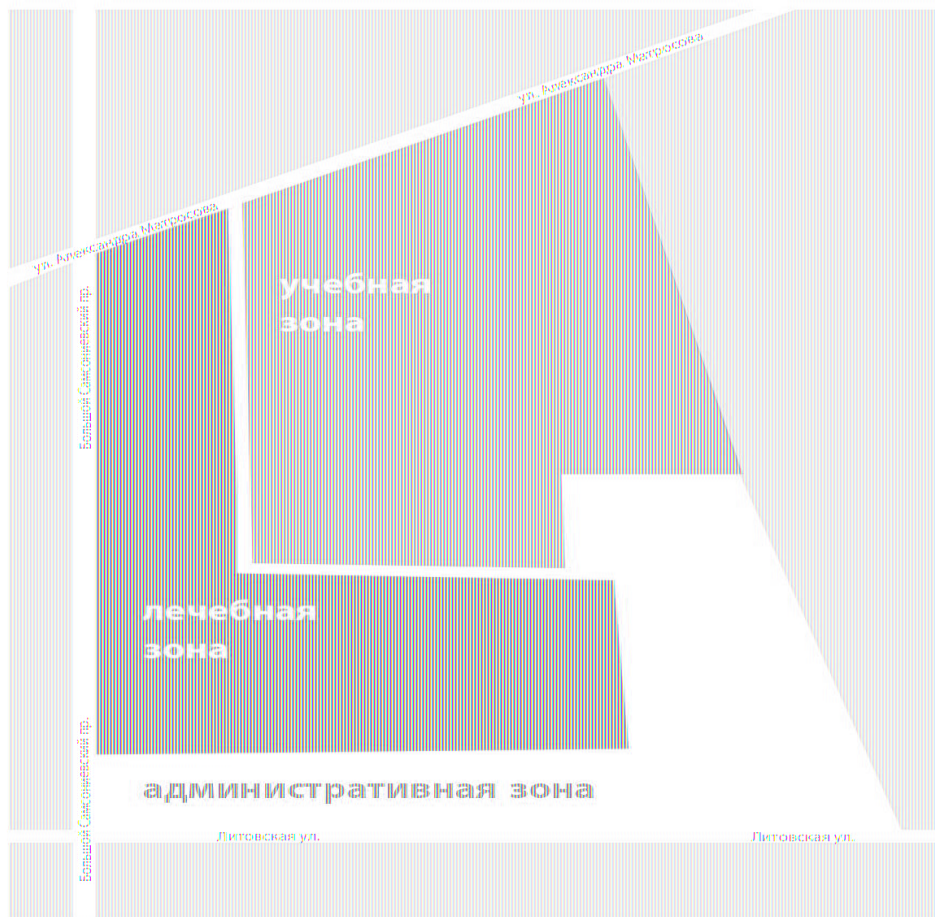 ул. Александра Матросова
ул. Александра Матросова
Большой Сампсониевский пр.
учебная
зона
лечебная
зона
Большой Сампсониевский пр.
административная зона
Литовская ул.
Литовская ул.